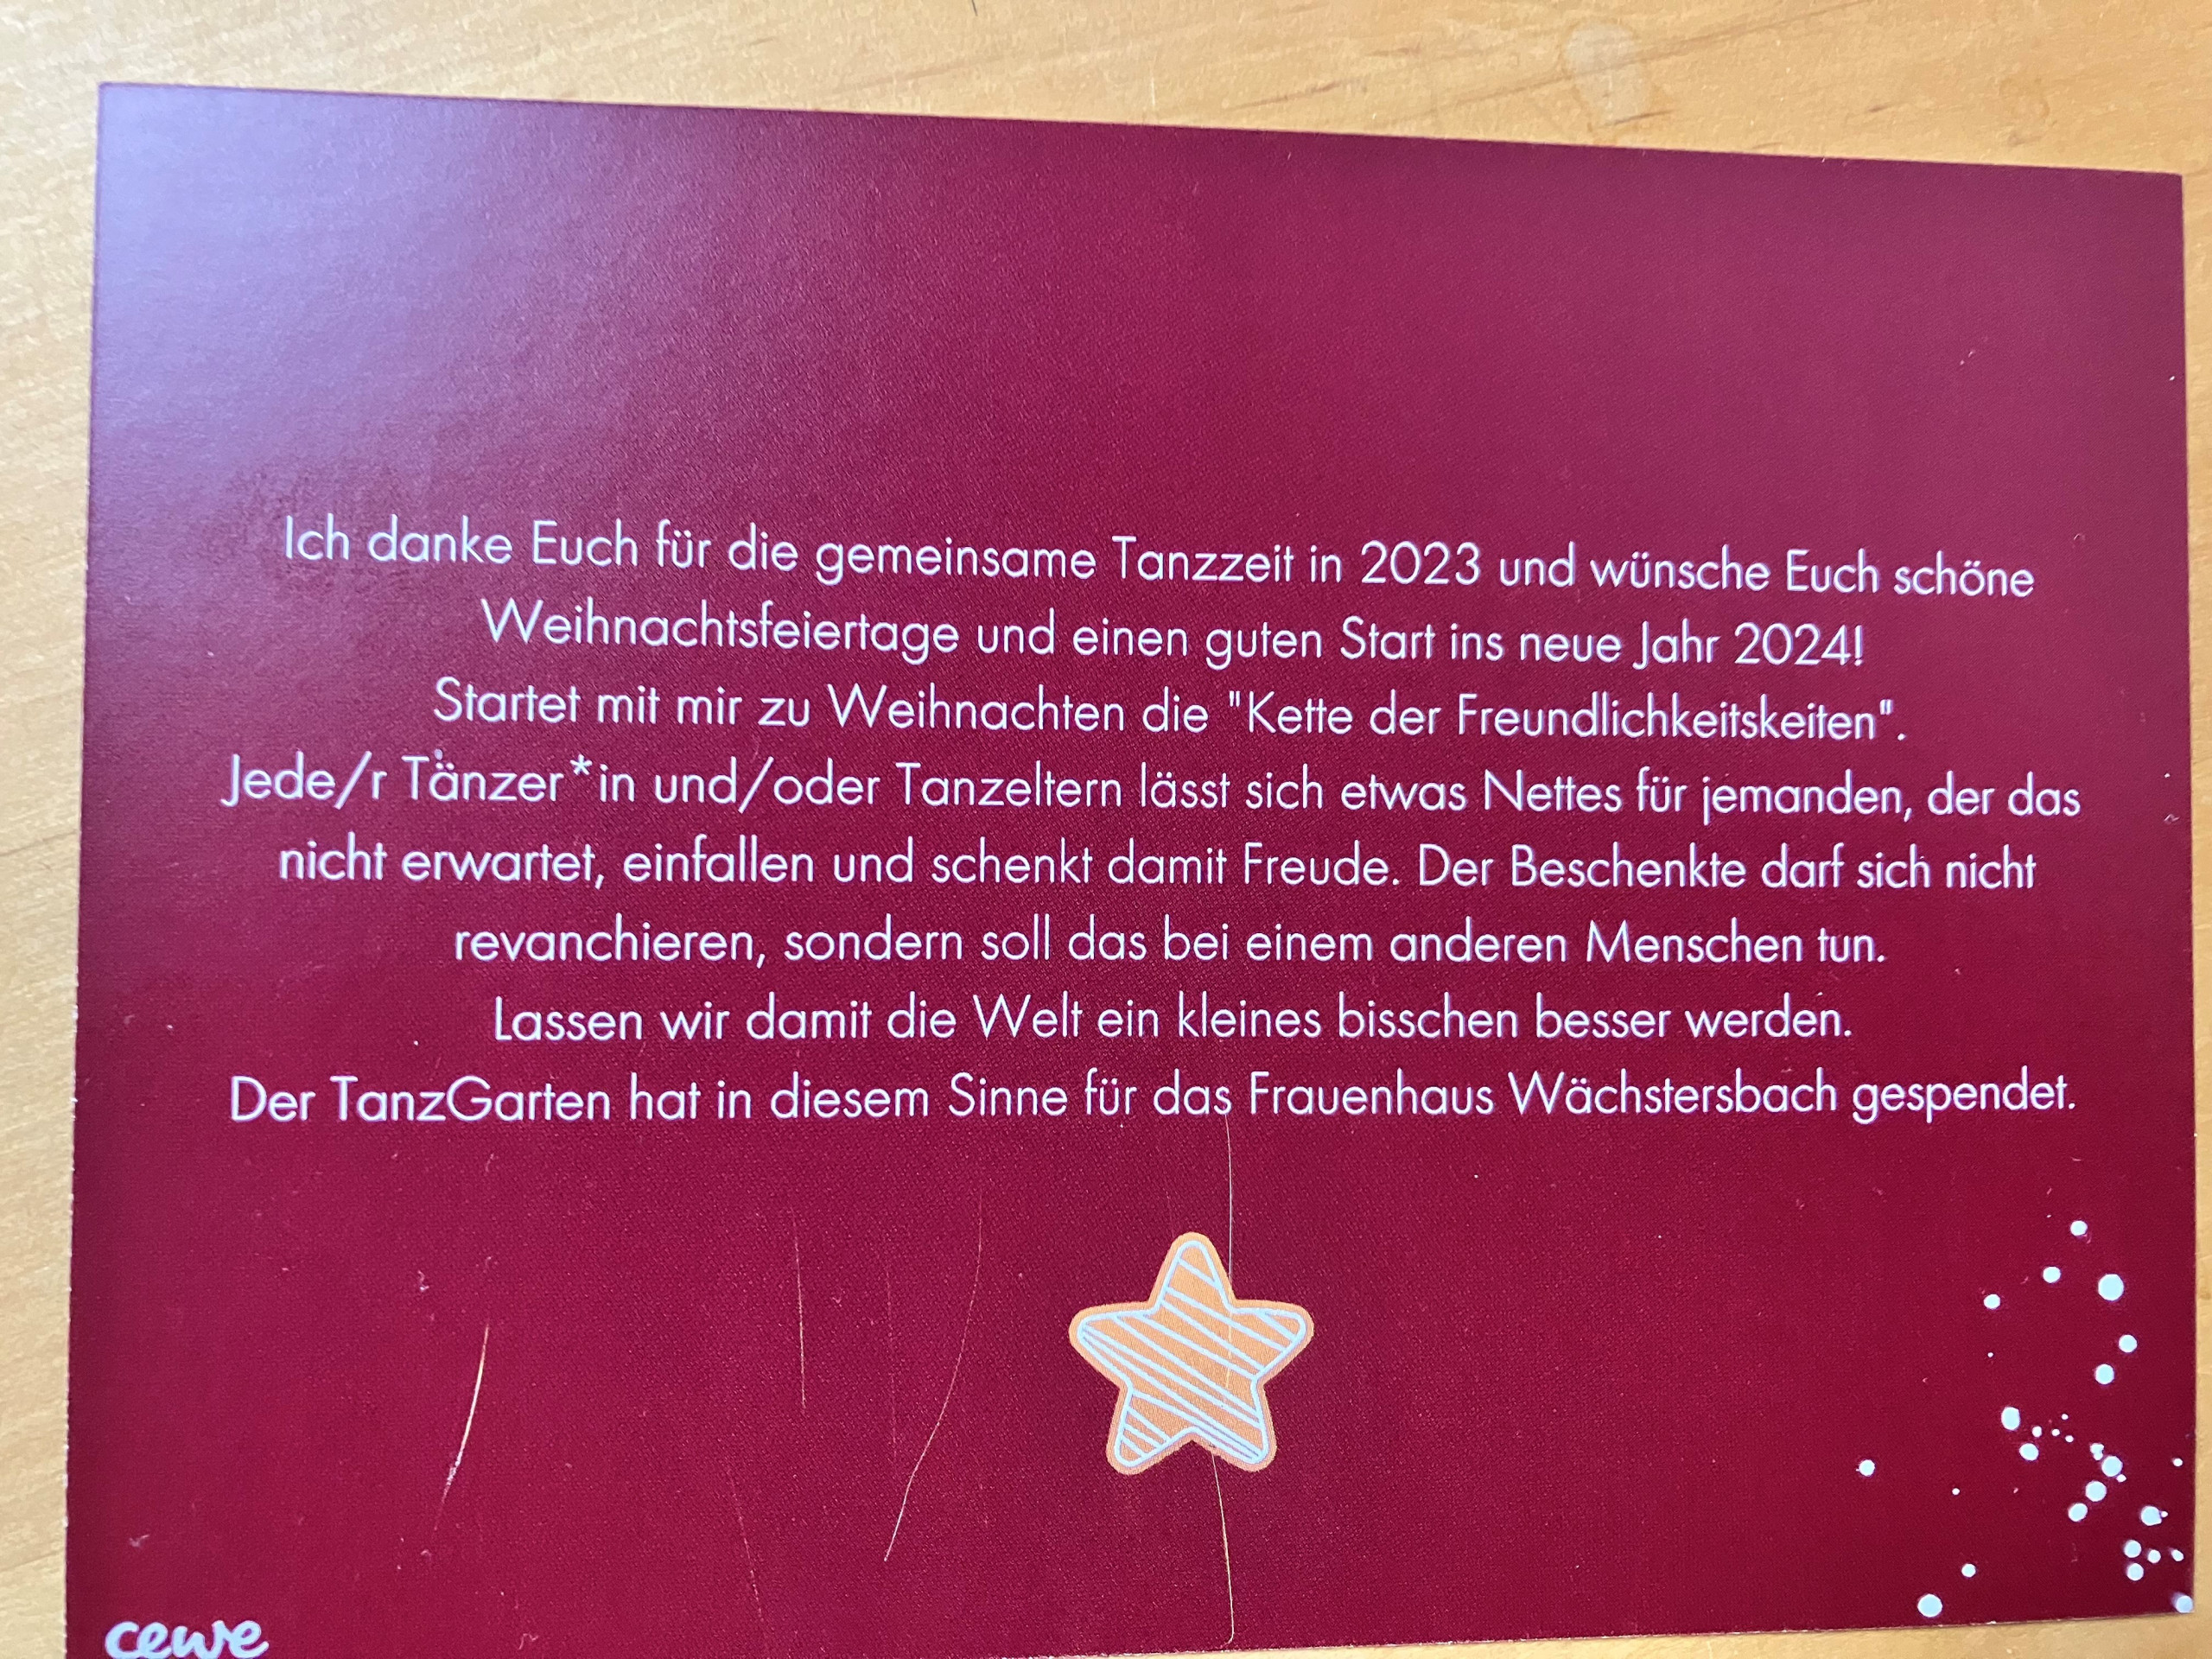 Ich danke Euch für die gemeinsame Tanzzeit in 2023 und wünsche Euch schöne
Weihnachtsfeiertage und einen guten Start ins neue Jahr 2024!
Startet mit mir zu Weihnachten die "Kette der Freundlichkeitskeiten".
Jede/r Tänzer*in und/oder Tanzeltern lässt sich etwas Nettes für jemanden, der das
nicht erwartet, einfallen und schenkt damit Freude. Der Beschenkte darf sich nicht
revanchieren, sondern soll das bei einem anderen Menschen tun.
Lassen wir damit die Welt ein kleines bisschen besser werden.
Der TanzGarten hat in diesem Sinne für das Frauenhaus Wächstersbach gespendet.
cewe